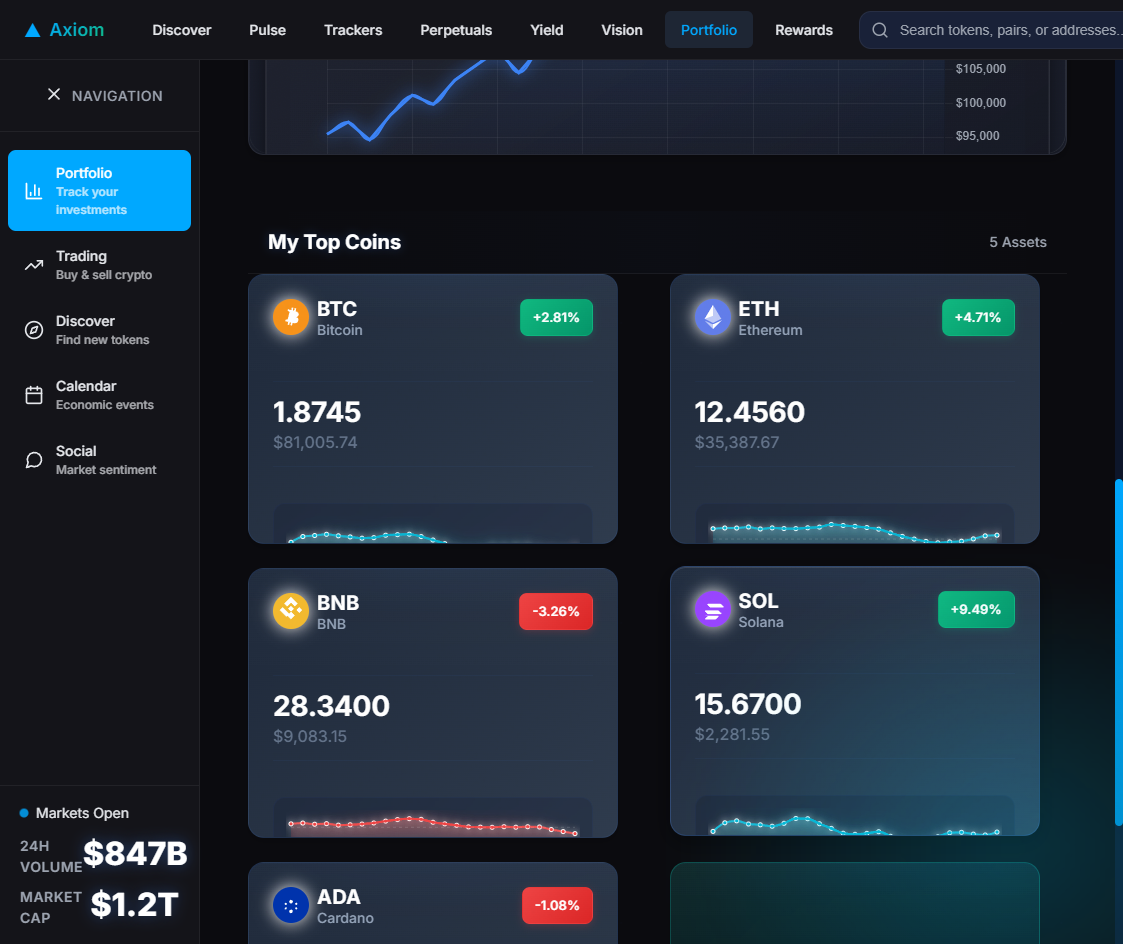 Axiom
Discover
Pulse
Trackers
Perpetuals
Yield
Vision
Portfolio
Rewards
Search tokens, pairs, or addresses..
NAVIGATION
Portfolio
Track your
investments
Trading
Buy & sell crypto
Discover
Find new tokens
Calendar
Economic events
Social
Market sentiment
Markets Open
24H
VOLUME
$847B
MARKET
CAP
$1.2T
$105,000
$100,000
$95,000
My Top Coins
5 Assets
BTC
Bitcoin
+2.81%
1.8745
$81,005.74
ETH
Ethereum
+4.71%
12.4560
$35,387.67
BNB
BNB
-3.26%
28.3400
$9,083.15
SOL
Solana
+9.49%
15.6700
$2,281.55
ADA
Cardano
-1.08%